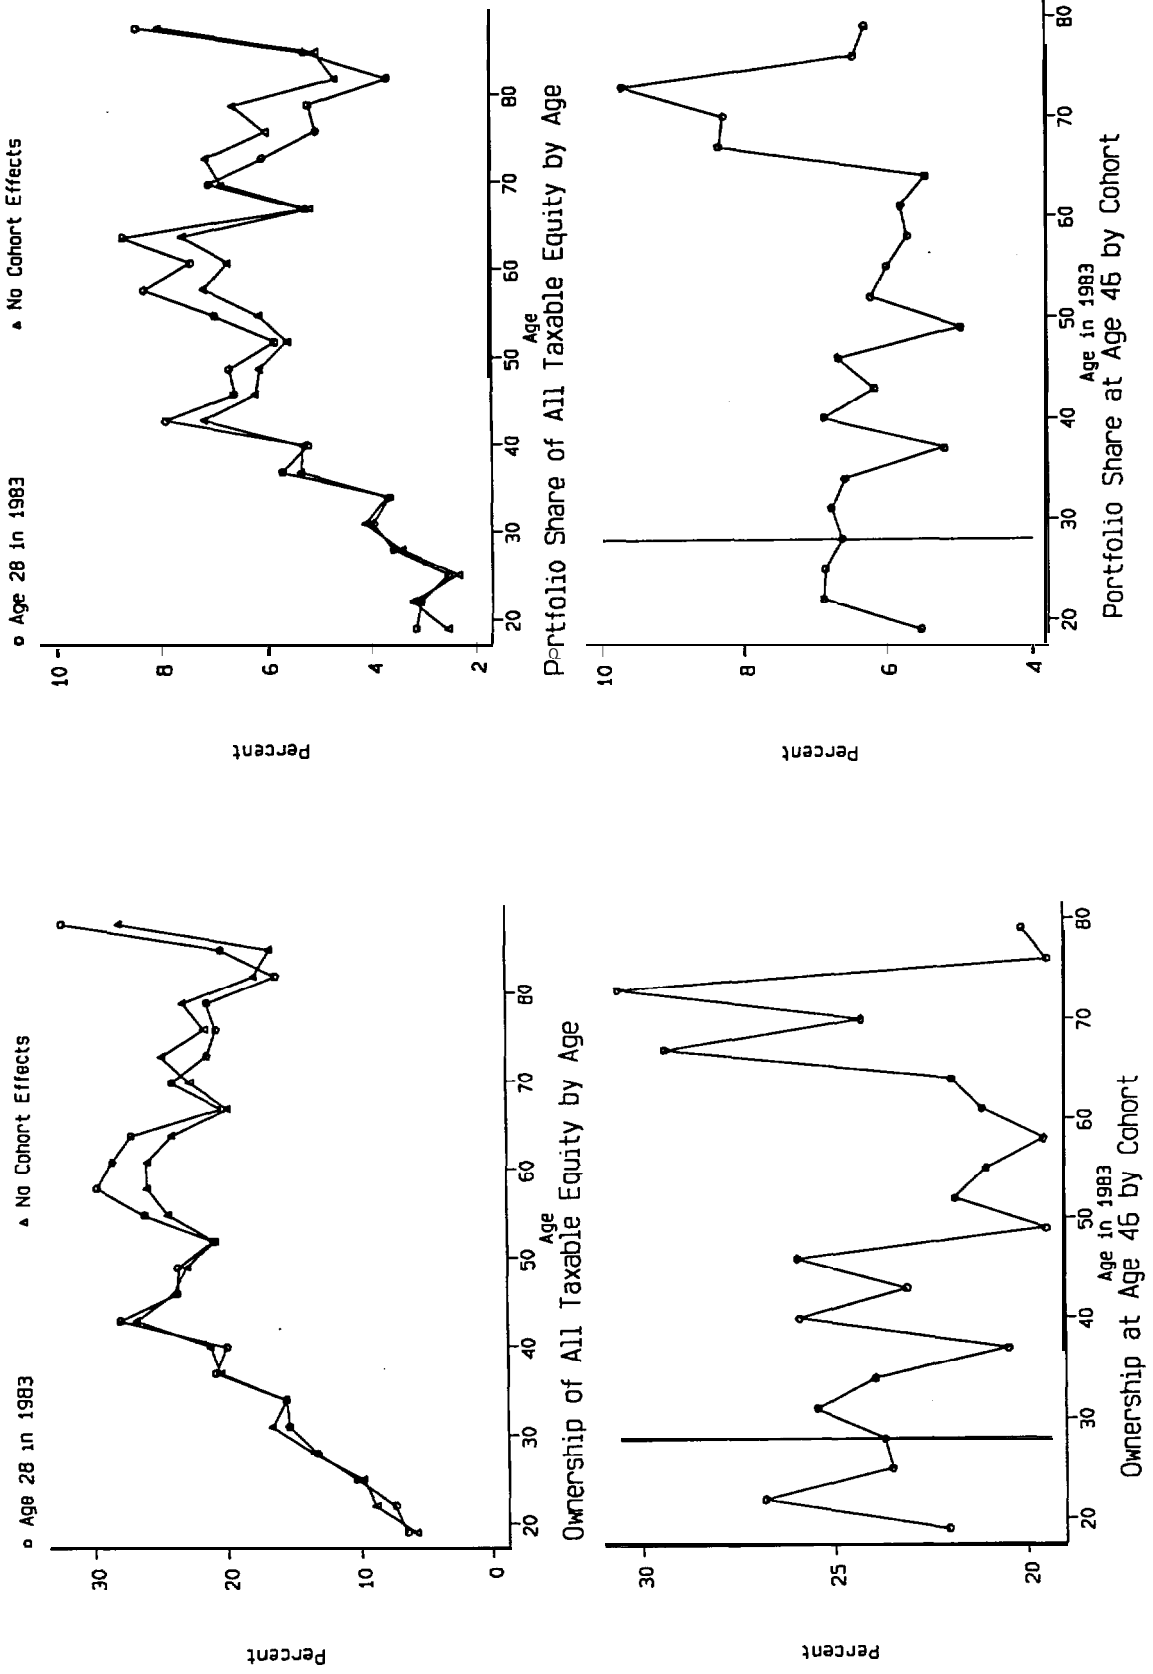 o Age 28 in 1983
▵ No Cohort Effects
Percent
30
20
10
0
20
30
40
50
60
70
80
Age
Ownership of All Taxable Equity by Age
Percent
30
25
20
20
30
40
50
60
70
80
Age in 1983
Ownership at Age 46 by Cohort
o Age 28 in 1983
▵ No Cohort Effects
Percent
10
8
6
4
2
20
30
40
50
60
70
80
Age
Portfolio Share of All Taxable Equity by Age
Percent
10
8
6
4
20
30
40
50
60
70
80
Age in 1983
Portfolio Share at Age 46 by Cohort